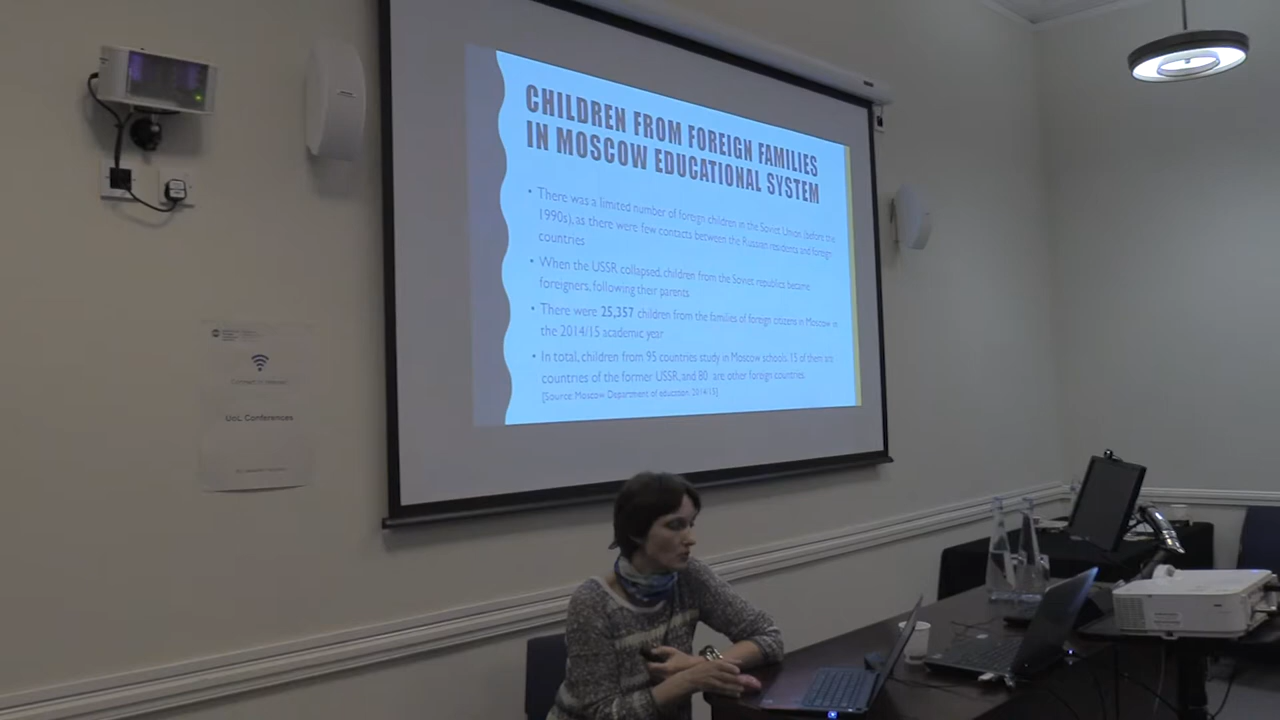 CHILDREN FROM FOREIGN FAMILIES
IN MOSCOW EDUCATIONAL SYSTEM
• There was a limited number of foreign children in the Soviet Union (before the
1990s), as there were few contacts between the Russian residents and foreign
countries
• When the USSR collapsed, children from the Soviet republics became
foreigners, following their parents.
• There were 25,357 children from the families of foreign citizens in Moscow in
the 2014/15 academic year
• In total, children from 95 countries study in Moscow schools. 15 of them are
countries of the former USSR, and 80 are other foreign countries.
[Source: Moscow Department of education, 2014/15]
UoL Conferences